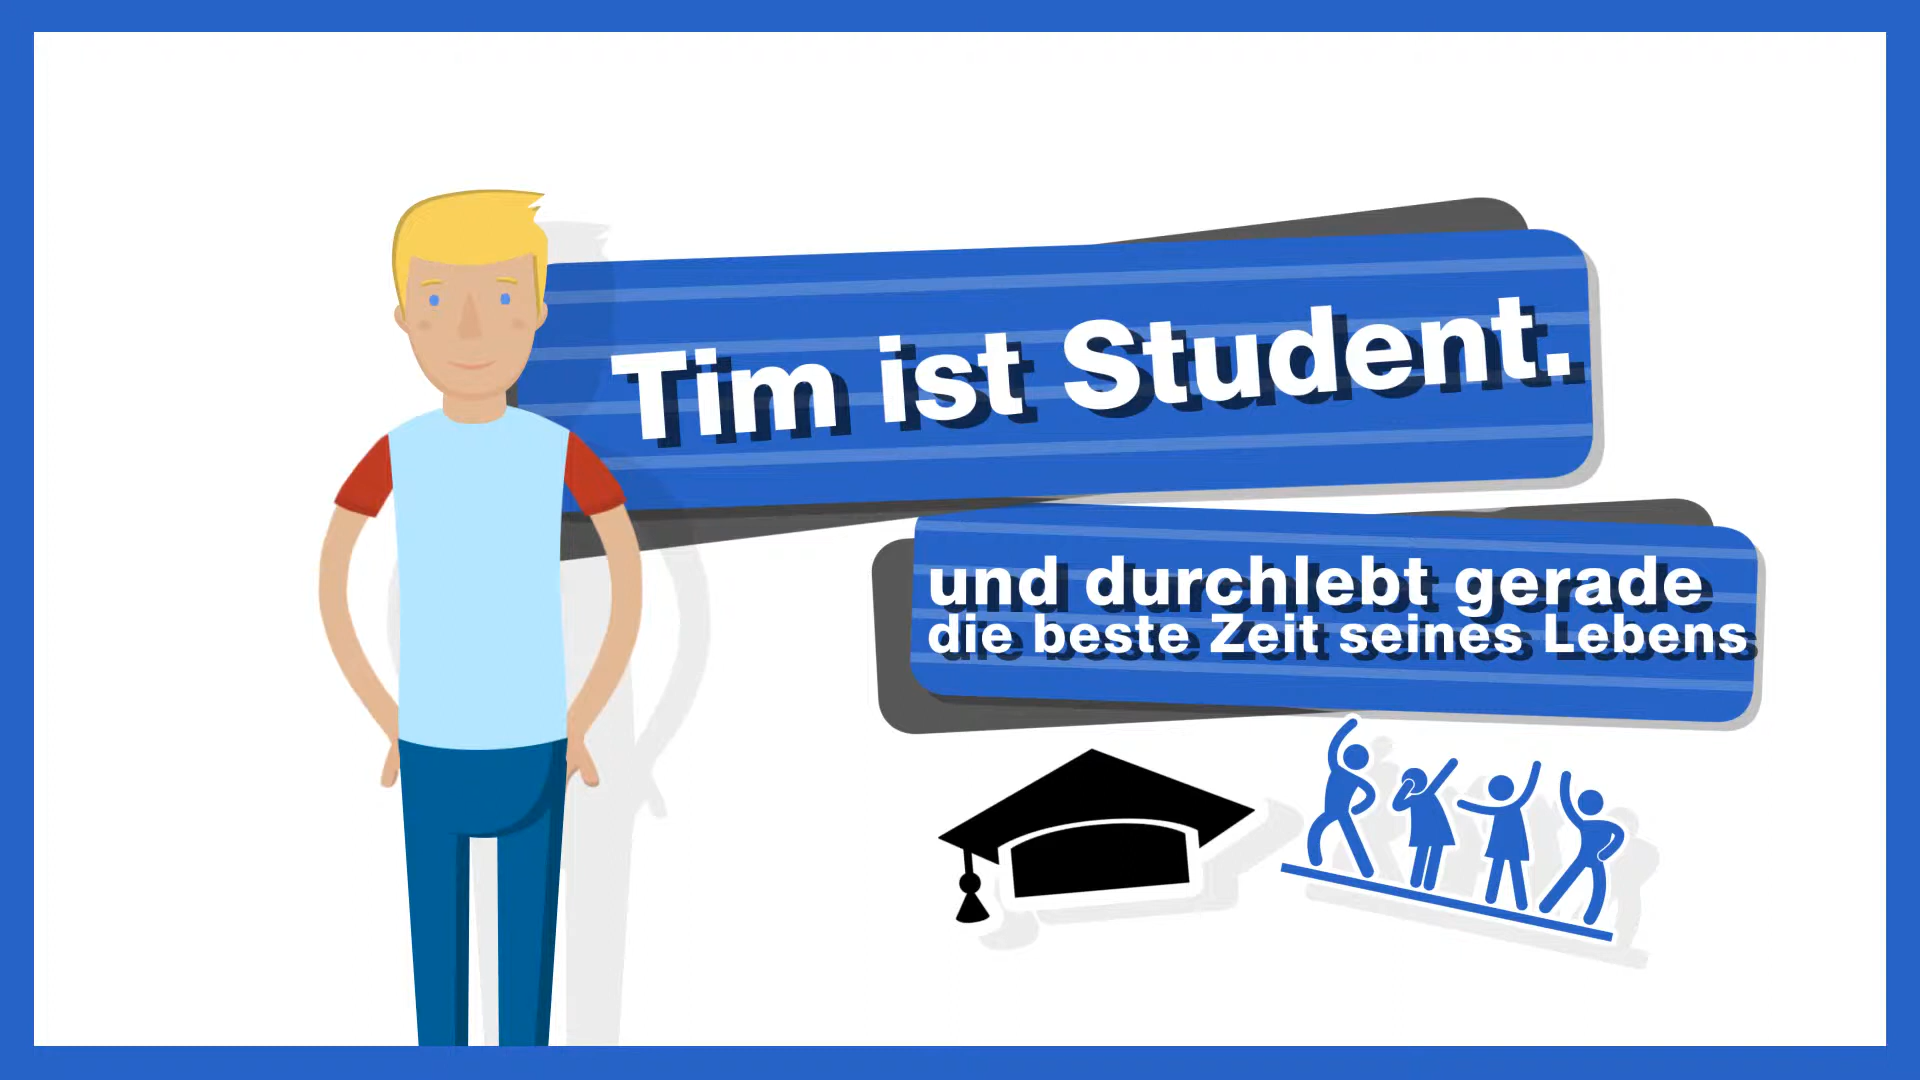 Tim ist Student.
und durchlebt gerade
die beste Zeit seines Lebens